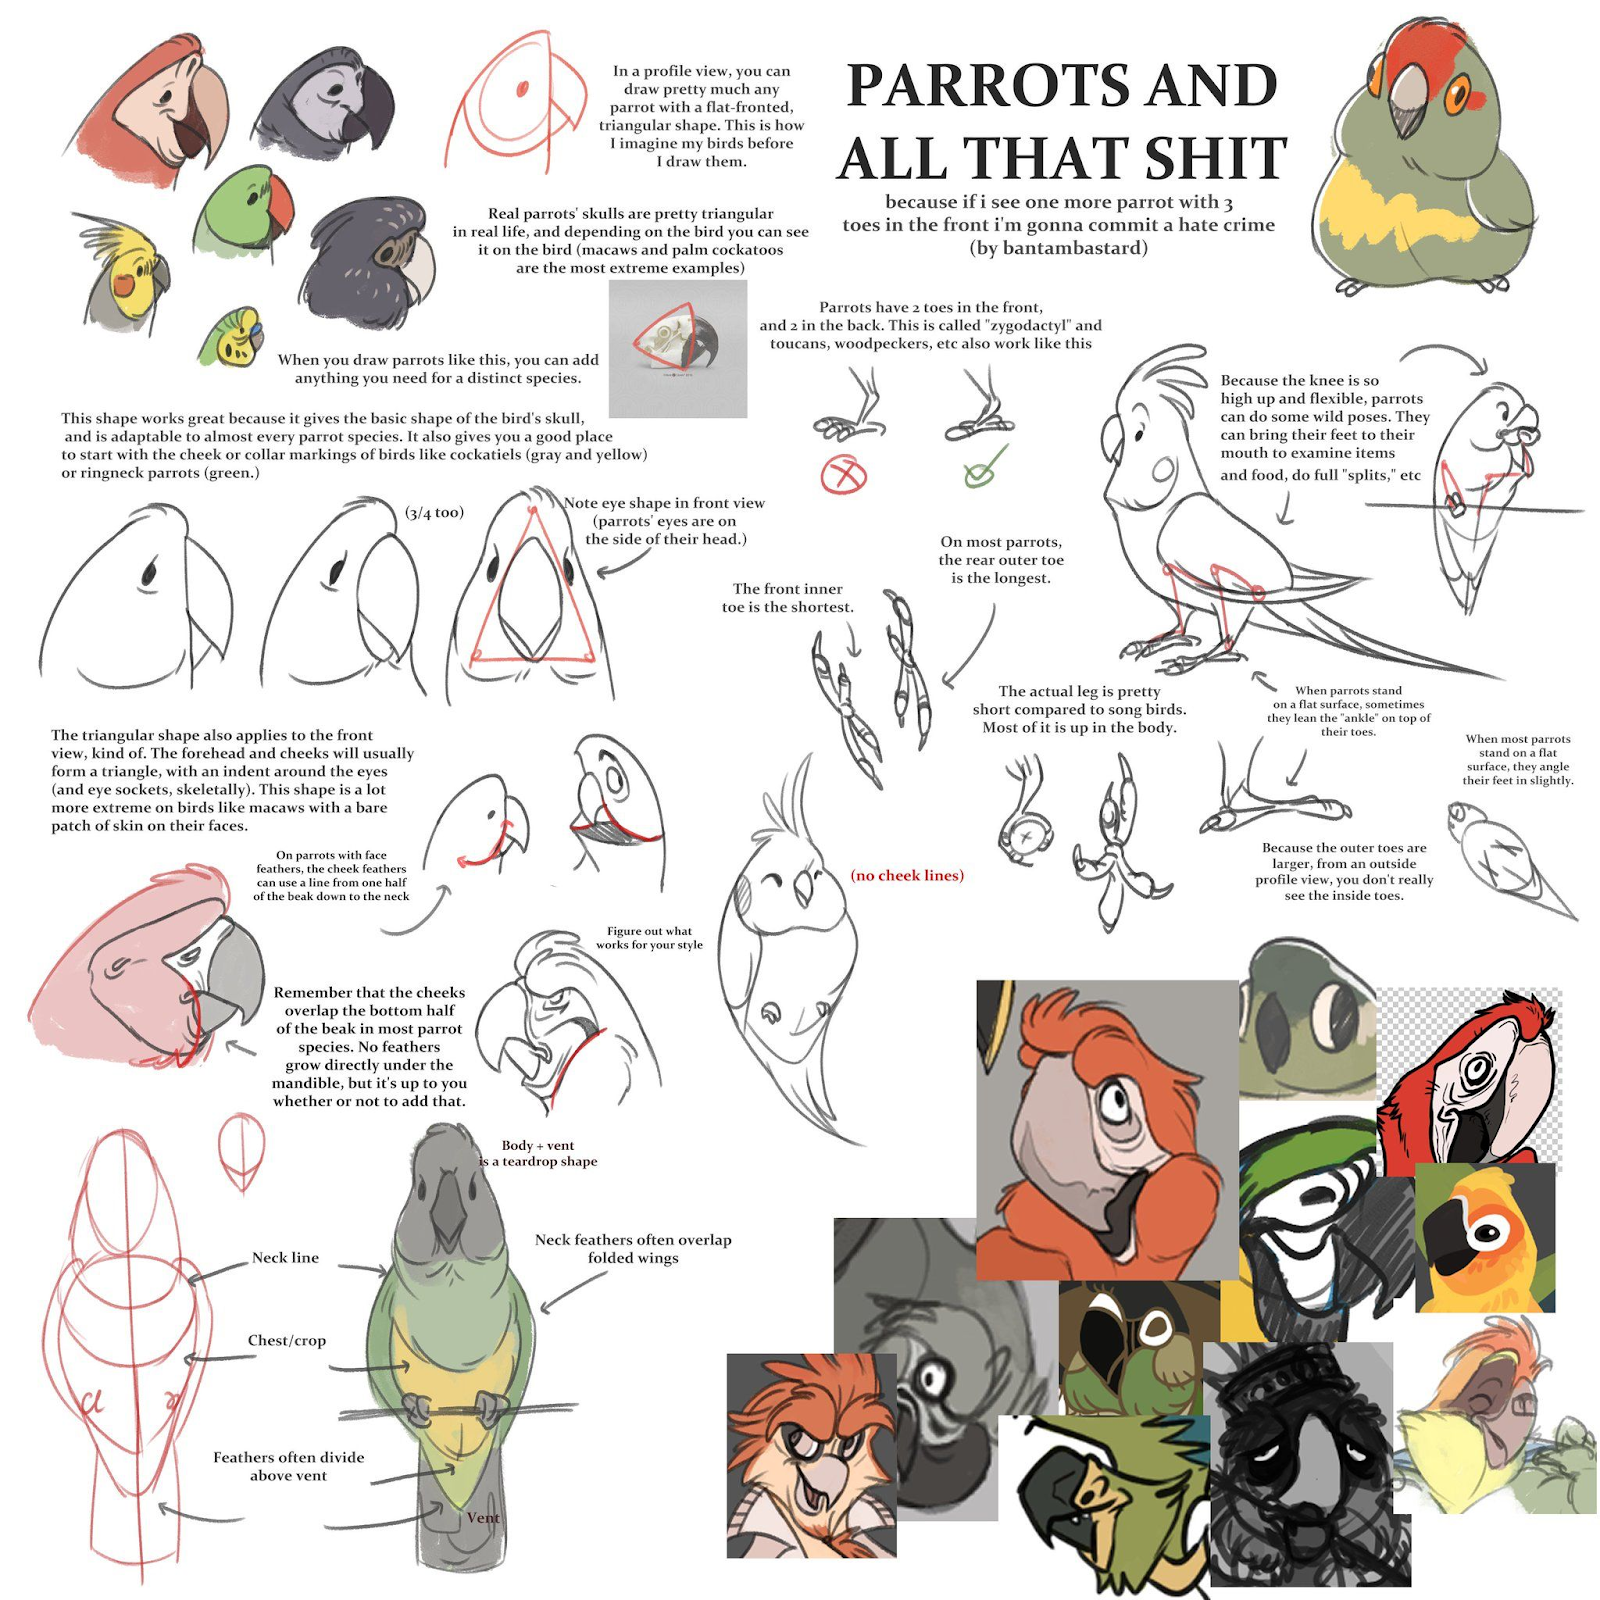 PARROTS AND
ALL THAT SHIT
because if i see one more parrot with 3
toes in the front i'm gonna commit a hate crime
(by bantambastard)
In a profile view, you can
draw pretty much any
parrot with a flat-fronted,
triangular shape. This is how
I imagine my birds before
I draw them.
Real parrots' skulls are pretty triangular
in real life, and depending on the bird you can see
it on the bird (macaws and palm cockatoos
are the most extreme examples)
When you draw parrots like this, you can add
anything you need for a distinct species.
This shape works great because it gives the basic shape of the bird's skull,
and is adaptable to almost every parrot species. It also gives you a good place
to start with the cheek or collar markings of birds like cockatiels (gray and yellow)
or ringneck parrots (green.)
Parrots have 2 toes in the front,
and 2 in the back. This is called "zygodactyl" and
toucans, woodpeckers, etc also work like this
Because the knee is so
high up and flexible, parrots
can do some wild poses. They
can bring their feet to their
mouth to examine items
and food, do full "splits," etc
(3/4 too)
Note eye shape in front view
(parrots' eyes are on
the side of their head.)
On most parrots,
the rear outer toe
is the longest.
The front inner
toe is the shortest.
The actual leg is pretty
short compared to song birds.
Most of it is up in the body.
When parrots stand
on a flat surface, sometimes
they lean the "ankle" on top of
their toes.
When most parrots
stand on a flat
surface, they angle
their feet in slightly.
Because the outer toes are
larger, from an outside
profile view, you don't really
see the inside toes.
The triangular shape also applies to the front
view, kind of. The forehead and cheeks will usually
form a triangle, with an indent around the eyes
(and eye sockets, skeletally). This shape is a lot
more extreme on birds like macaws with a bare
patch of skin on their faces.
On parrots with face
feathers, the cheek feathers
can use a line from one half
of the beak down to the neck
(no cheek lines)
Figure out what
works for your style
Remember that the cheeks
overlap the bottom half
of the beak in most parrot
species. No feathers
grow directly under the
mandible, but it's up to you
whether or not to add that.
Body + vent
is a teardrop shape
Neck line
Neck feathers often overlap
folded wings
Chest/crop
Feathers often divide
above vent
Vent